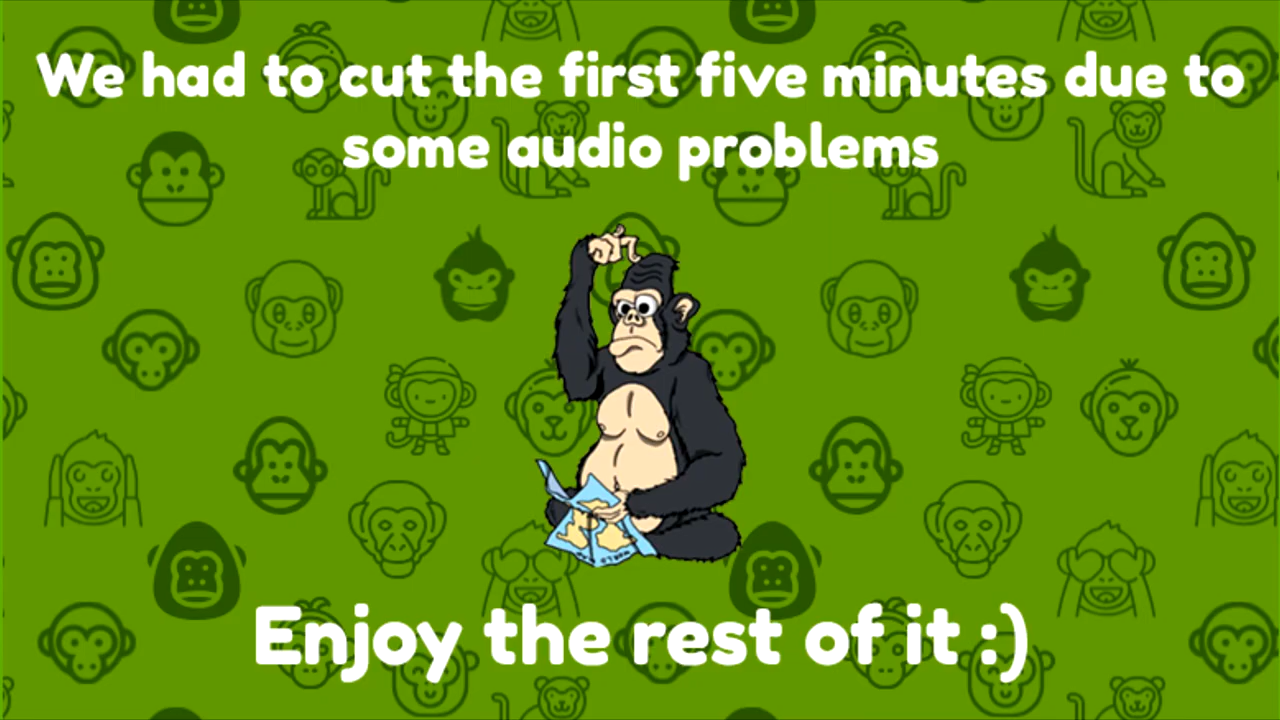 We had to cut the first five minutes due to
some audio problems
Enjoy the rest of it :)